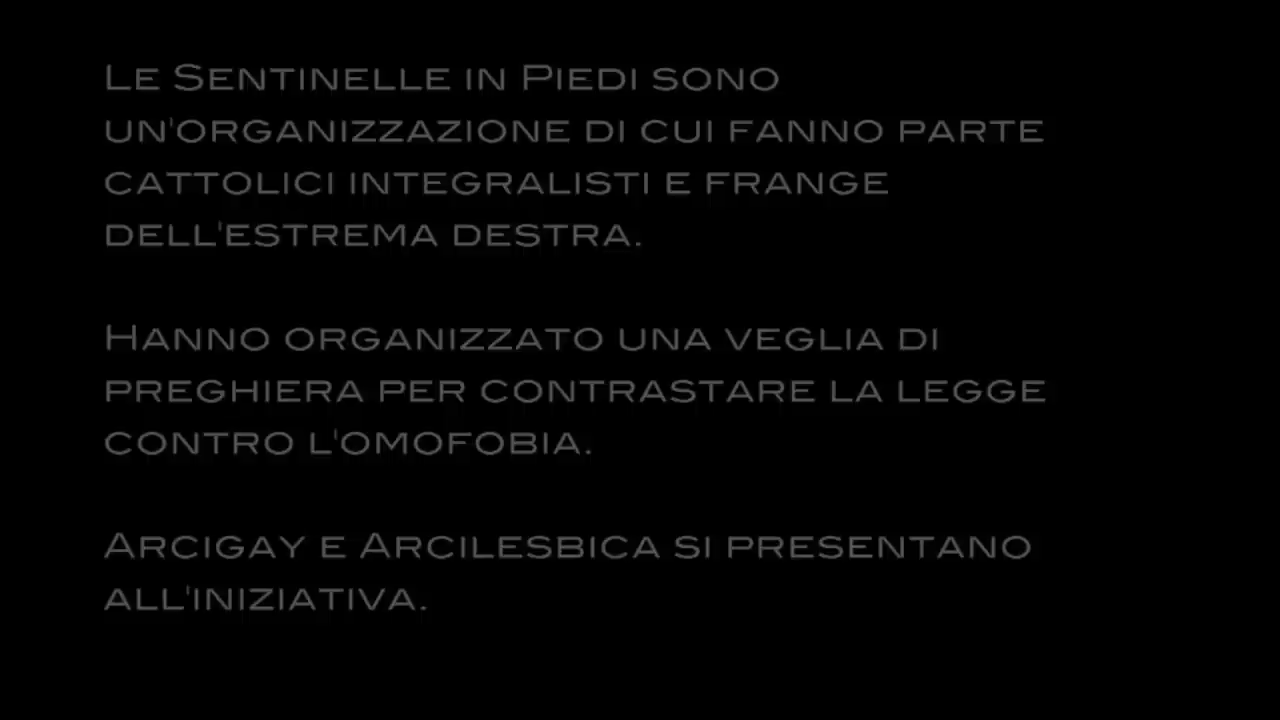 Le Sentinelle in Piedi sono
un'organizzazione di cui fanno parte
cattolici integralisti e frange
dell'estrema destra.
Hanno organizzato una veglia di
preghiera per contrastare la legge
contro l'omofobia.
Arcigay e Arcilesbica si presentano
all'iniziativa.